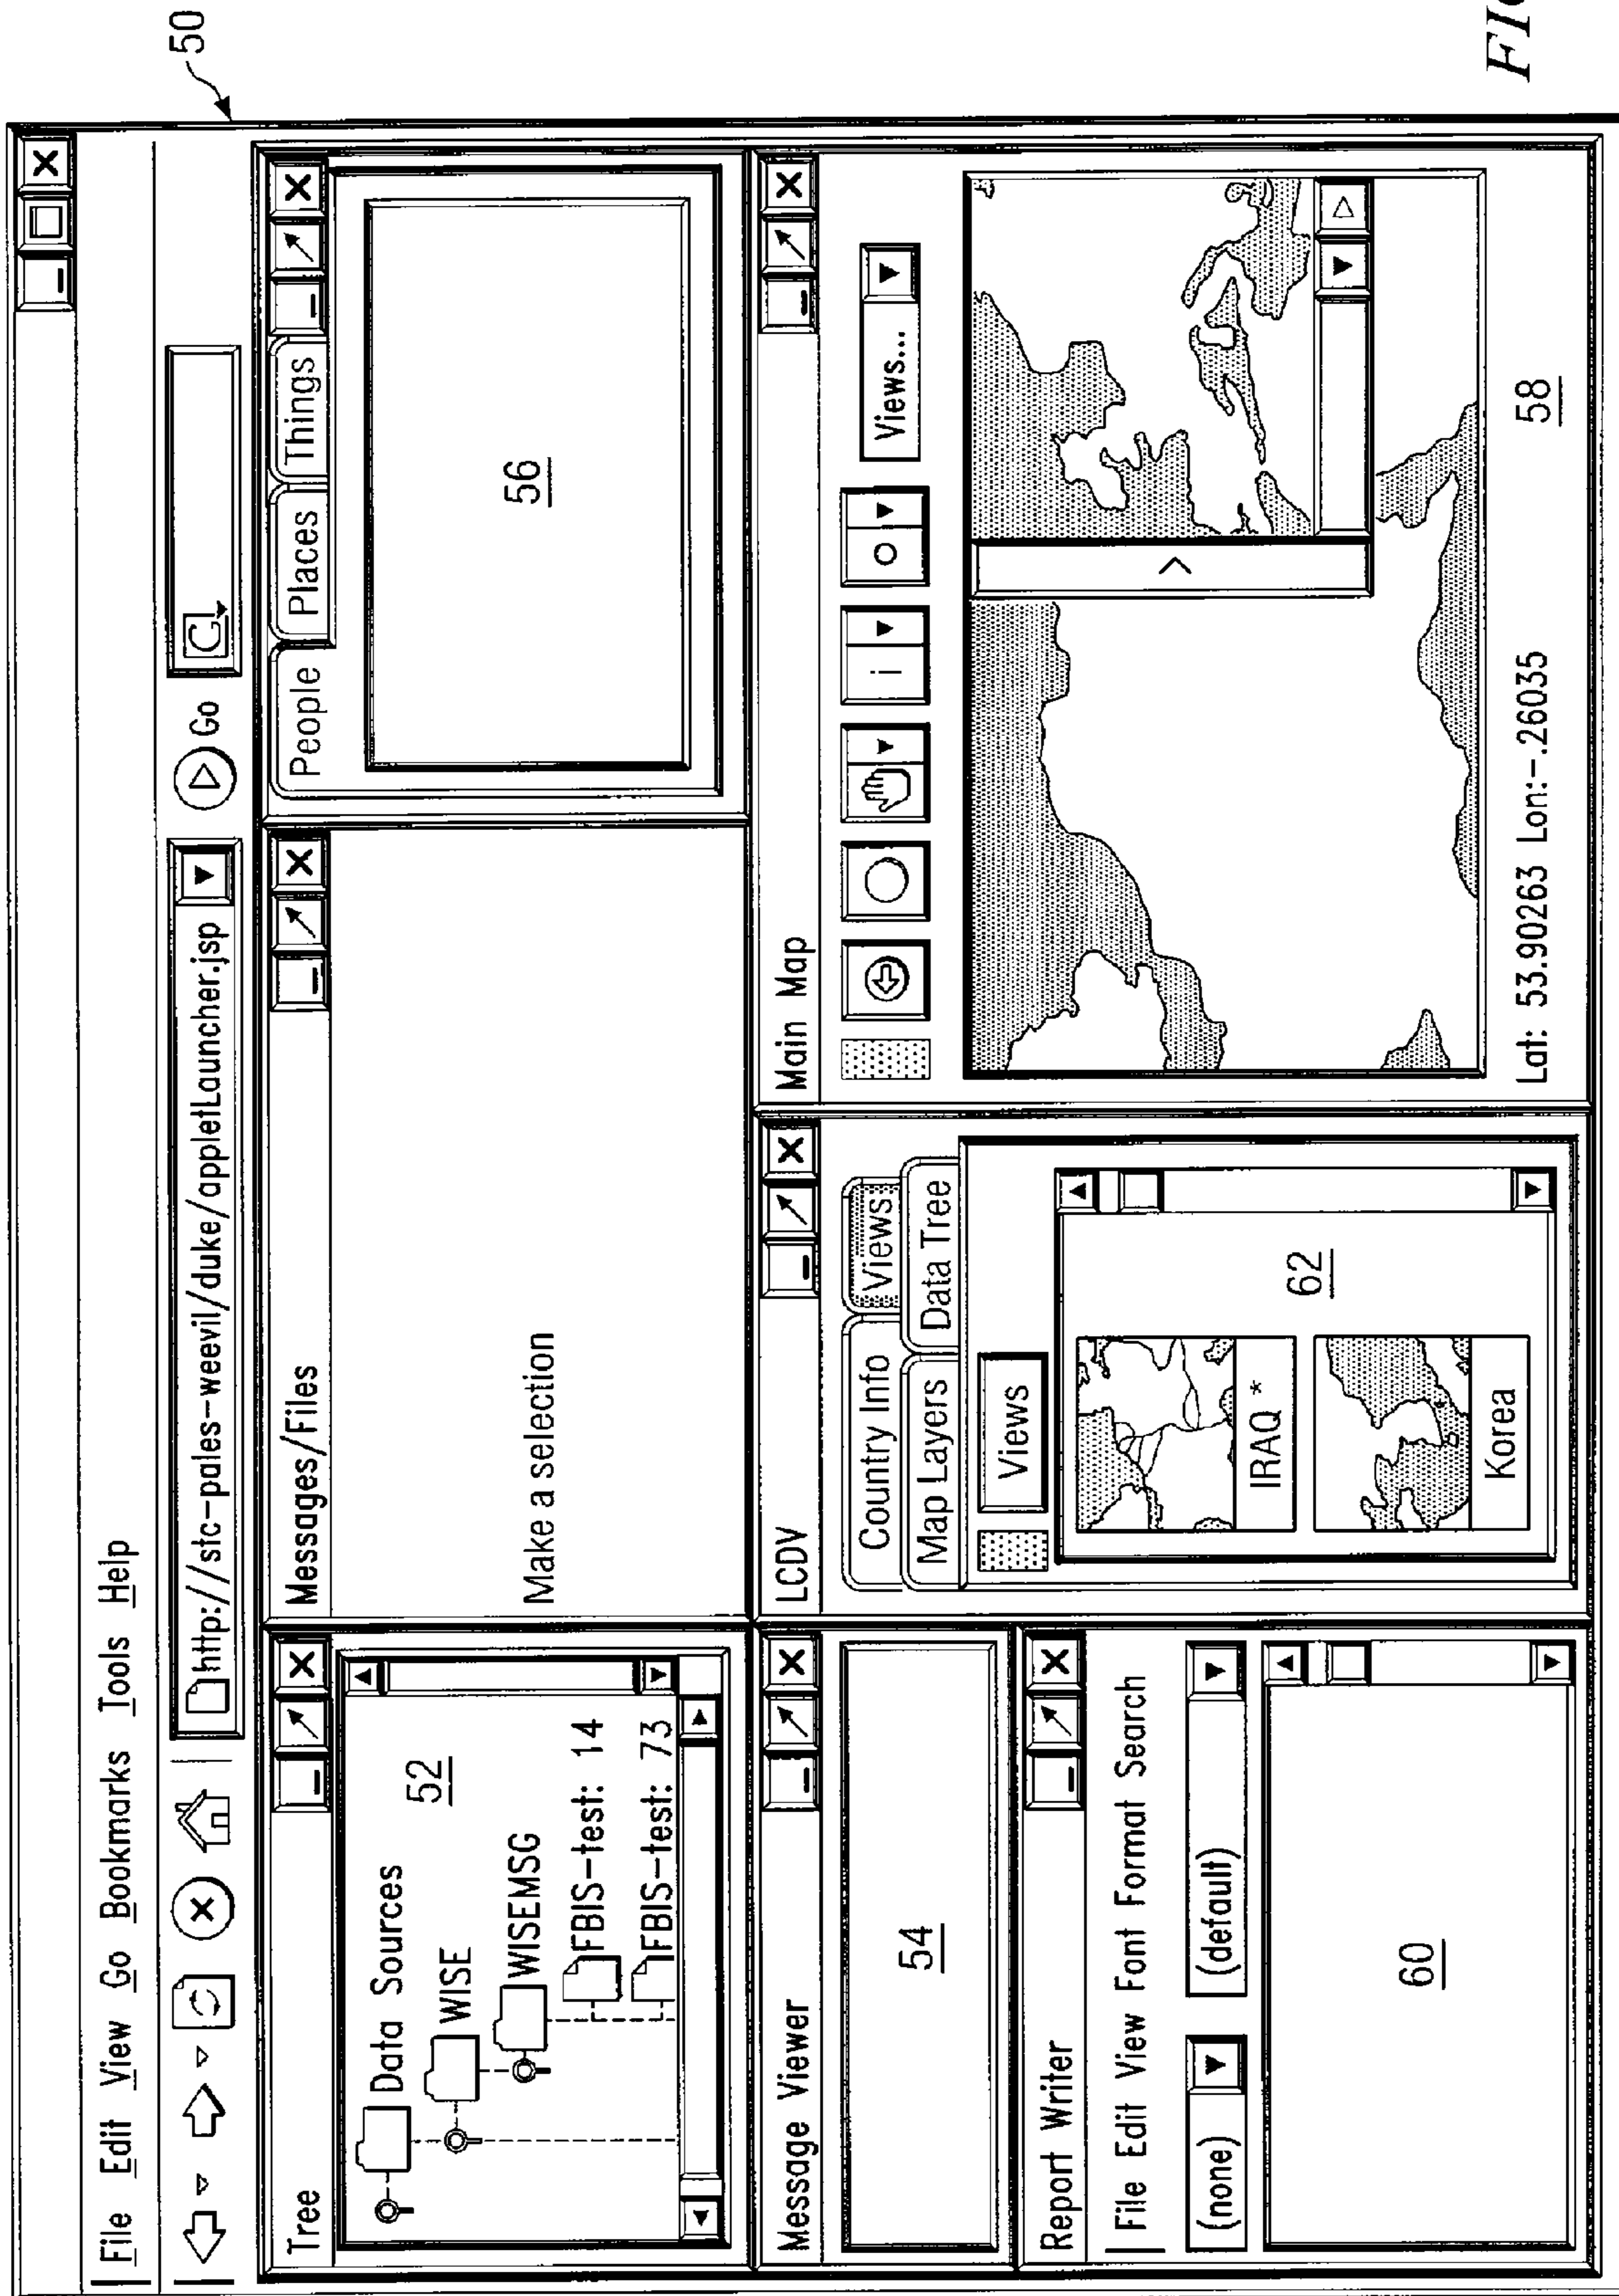 50
File Edit View Go Bookmarks Tools Help
http://stc-pales-weevil/duke/appletLauncher.jsp
Go
G
Tree
Data Sources
WISE
WISEMSG
FBIS-test: 14
FBIS-test: 73
52
Messages/Files
Make a selection
People
Places
Things
56
Message Viewer
54
Report Writer
File Edit View Font Format Search
(none)
(default)
60
LCDV
Country Info
Views
Map Layers
Data Tree
Views
IRAQ *
Korea
62
Main Map
i
Views...
Lat: 53.90263 Lon:-.26035
58